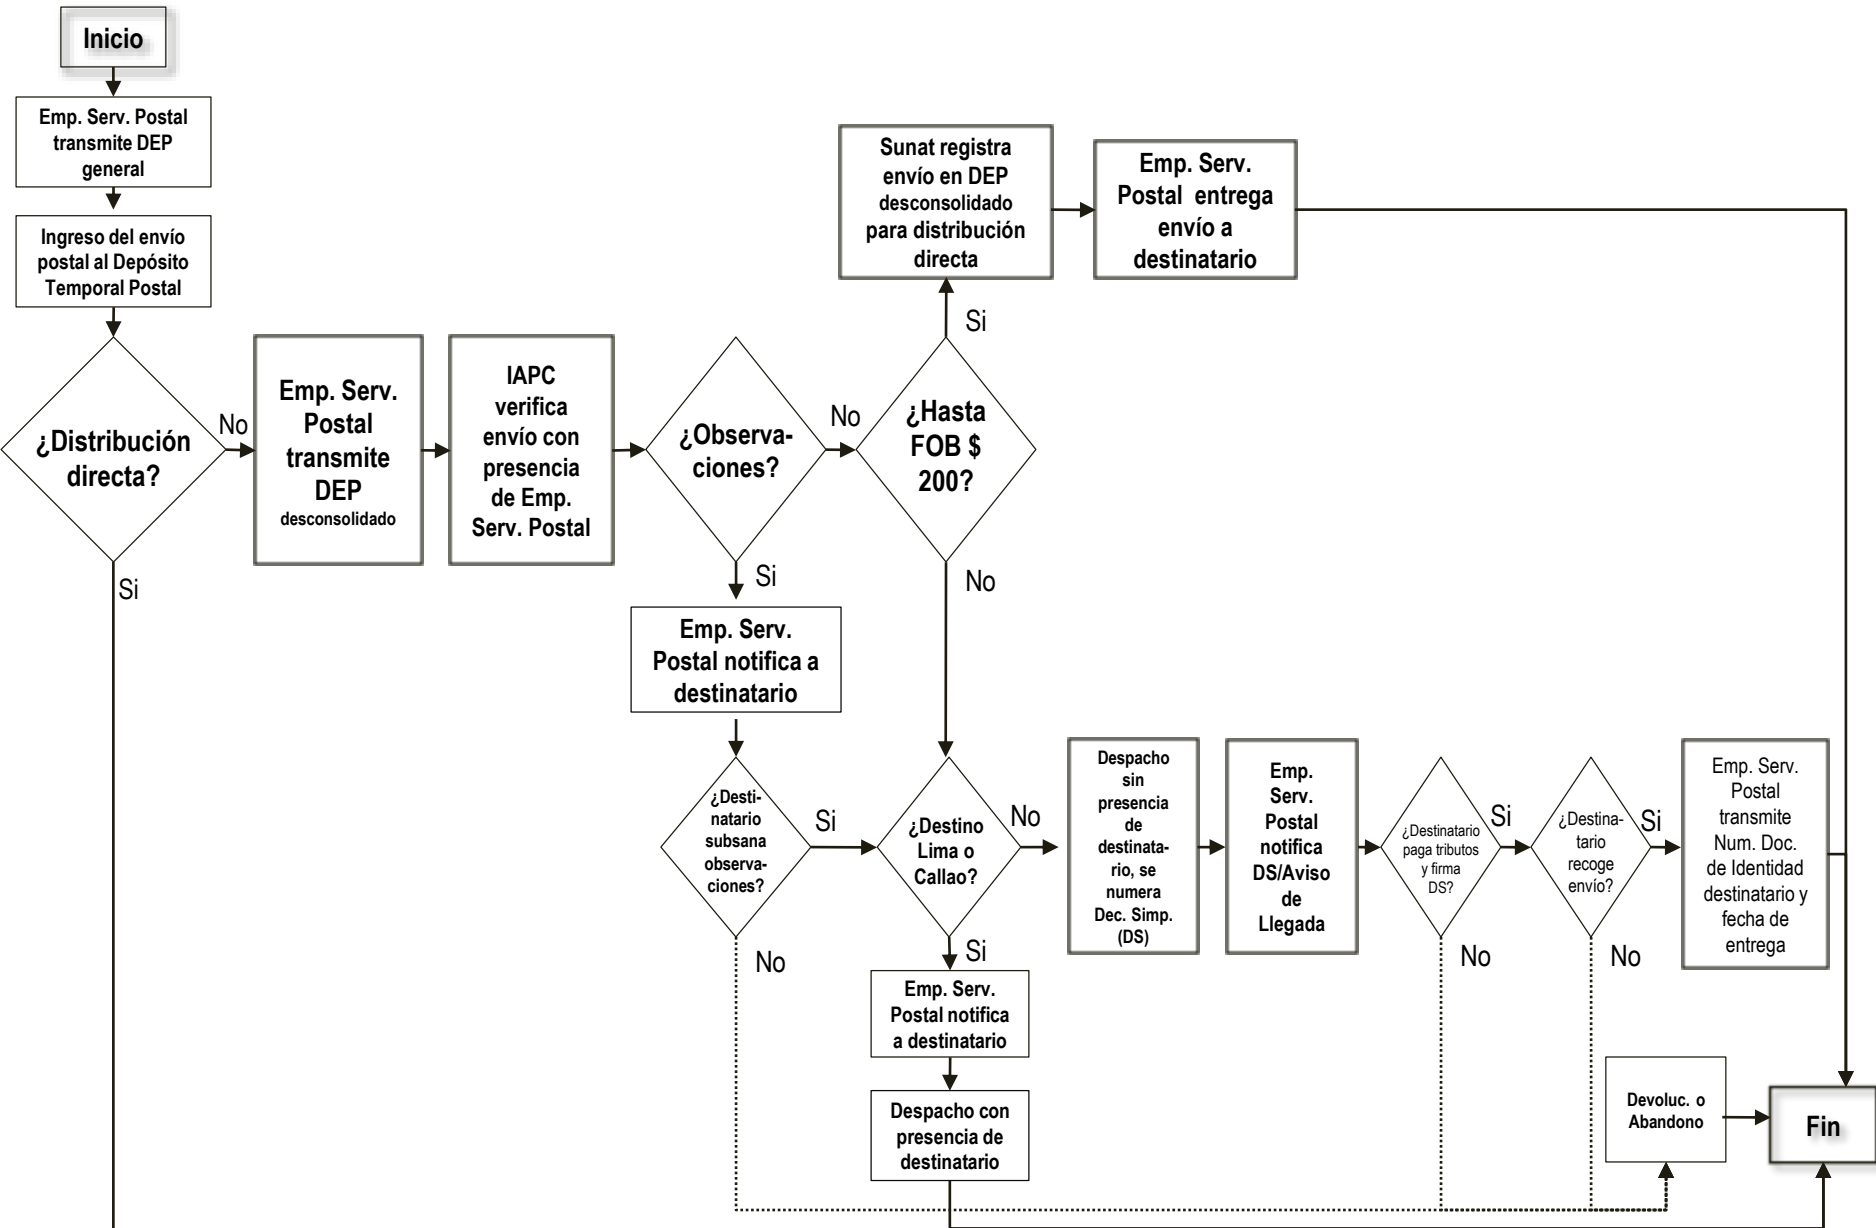 Inicio
Emp. Serv. Postal
transmite DEP
general
Ingreso del envío
postal al Depósito
Temporal Postal
¿Distribución
directa?
No
Si
Emp. Serv.
Postal
transmite
DEP
desconsolidado
IAPC
verifica
envío con
presencia
de Emp.
Serv. Postal
¿Observa-
ciones?
No
Si
¿Hasta
FOB $
200?
Si
No
Sunat registra
envío en DEP
desconsolidado
para distribución
directa
Emp. Serv.
Postal entrega
envío a
destinatario
Emp. Serv.
Postal notifica a
destinatario
¿Desti-
natario
subsana
observa-
ciones?
Si
No
¿Destino
Lima o
Callao?
No
Si
Emp. Serv.
Postal notifica
a destinatario
Despacho con
presencia de
destinatario
Despacho
sin
presencia
de
destinata-
rio, se
numera
Dec. Simp.
(DS)
Emp.
Serv.
Postal
notifica
DS/Aviso
de
Llegada
¿Destinatario
paga tributos
y firma
DS?
Si
No
¿Destina-
tario
recoge
envío?
Si
No
Emp. Serv.
Postal
transmite
Num. Doc.
de Identidad
destinatario y
fecha de
entrega
Devoluc. o
Abandono
Fin